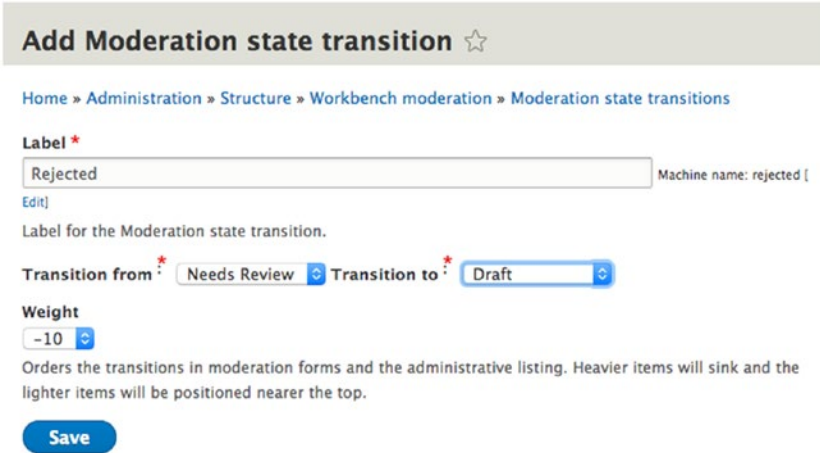 Add Moderation state transition
Home » Administration » Structure » Workbench moderation » Moderation state transitions
Label *
Rejected Machine name: rejected [
Edit]
Label for the Moderation state transition.
Transition from * : Needs Review Transition to * : Draft
Weight
-10
Orders the transitions in moderation forms and the administrative listing. Heavier items will sink and the
lighter items will be positioned nearer the top.
Save